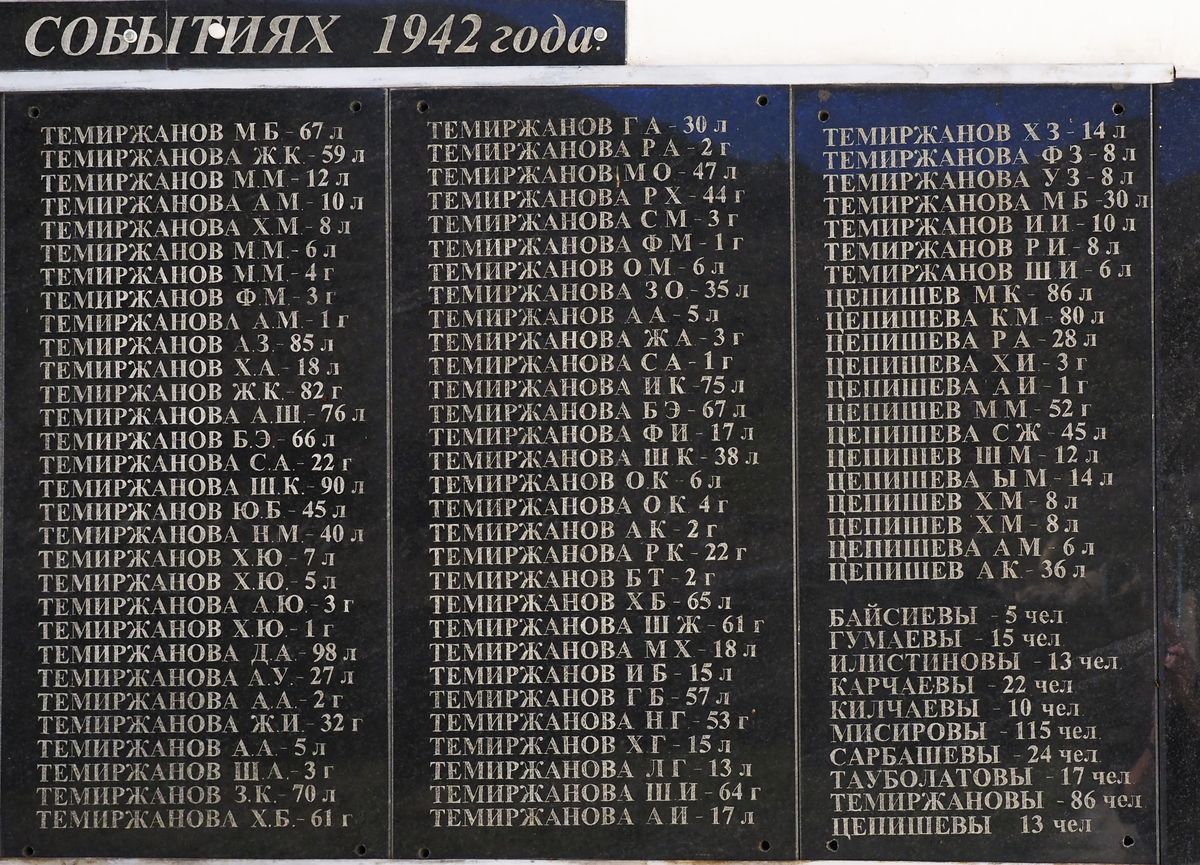 СОБЫТИЯХ 1942 года.
ТЕМИРЖАНОВ М.Б.- 67 л
ТЕМИРЖАНОВА Ж.К.- 59 л
ТЕМИРЖАНОВ М.М.- 12 л
ТЕМИРЖАНОВА А.М.- 10 л
ТЕМИРЖАНОВА Х.М.- 8 л
ТЕМИРЖАНОВ М.М.- 6 л
ТЕМИРЖАНОВ М.М.- 4 г
ТЕМИРЖАНОВ Ф.М.- 3 г
ТЕМИРЖАНОВА А.М.- 1 г
ТЕМИРЖАНОВ А.З.- 85 л
ТЕМИРЖАНОВ Х.А.- 18 л
ТЕМИРЖАНОВ Ж.К.- 82 г
ТЕМИРЖАНОВА А.Ш.- 76 л
ТЕМИРЖАНОВ Б.Э.- 66 л
ТЕМИРЖАНОВА С.А.- 22 г
ТЕМИРЖАНОВА Ш.К.- 90 л
ТЕМИРЖАНОВ Ю.Б.- 45 л
ТЕМИРЖАНОВА Н.М.- 40 л
ТЕМИРЖАНОВ Х.Ю.- 7 л
ТЕМИРЖАНОВ Х.Ю.- 5 л
ТЕМИРЖАНОВА А.Ю.- 3 г
ТЕМИРЖАНОВ Х.Ю.- 1 г
ТЕМИРЖАНОВА Д.А.- 98 л
ТЕМИРЖАНОВА А.У.- 27 л
ТЕМИРЖАНОВА А.А.- 2 г
ТЕМИРЖАНОВА Ж.И.- 32 г
ТЕМИРЖАНОВ А.А.- 5 л
ТЕМИРЖАНОВ Ш.А.- 3 г
ТЕМИРЖАНОВ З.К.- 70 л
ТЕМИРЖАНОВА Х.Б.- 61 г
ТЕМИРЖАНОВ Г А - 30 л
ТЕМИРЖАНОВА Р А - 2 г
ТЕМИРЖАНОВ М О - 47 л
ТЕМИРЖАНОВА Р Х - 44 г
ТЕМИРЖАНОВА С М - 3 г
ТЕМИРЖАНОВА Ф М - 1 г
ТЕМИРЖАНОВ О М - 6 л
ТЕМИРЖАНОВА З О - 35 л
ТЕМИРЖАНОВ А А - 5 л
ТЕМИРЖАНОВА Ж А - 3 г
ТЕМИРЖАНОВА С А - 1 г
ТЕМИРЖАНОВА И К - 75 л
ТЕМИРЖАНОВА Б Э - 67 л
ТЕМИРЖАНОВА Ф И - 17 л
ТЕМИРЖАНОВА Ш К - 38 л
ТЕМИРЖАНОВ О К - 6 л
ТЕМИРЖАНОВА О К 4 г
ТЕМИРЖАНОВ А К - 2 г
ТЕМИРЖАНОВА Р К - 22 г
ТЕМИРЖАНОВ Б Т - 2 г
ТЕМИРЖАНОВ Х Б - 65 л
ТЕМИРЖАНОВА Ш Ж - 61 г
ТЕМИРЖАНОВА М Х - 18 л
ТЕМИРЖАНОВ И Б - 15 л
ТЕМИРЖАНОВ Г Б - 57 л
ТЕМИРЖАНОВА Н Г - 53 г
ТЕМИРЖАНОВ Х Г - 15 л
ТЕМИРЖАНОВА Л Г - 13 л
ТЕМИРЖАНОВА Ш И - 64 г
ТЕМИРЖАНОВА А И - 17 л
ТЕМИРЖАНОВ Х З - 14 л
ТЕМИРЖАНОВА Ф З - 8 л
ТЕМИРЖАНОВА У З - 8 л
ТЕМИРЖАНОВА М Б - 30 л
ТЕМИРЖАНОВ И И - 10 л
ТЕМИРЖАНОВ Р И - 8 л
ТЕМИРЖАНОВ Ш И - 6 л
ЦЕПИШЕВ М К - 86 л
ЦЕПИШЕВА К М - 80 л
ЦЕПИШЕВА Р А - 28 л
ЦЕПИШЕВА Х И - 3 г
ЦЕПИШЕВА А И - 1 г
ЦЕПИШЕВ М М - 52 г
ЦЕПИШЕВА С Ж - 45 л
ЦЕПИШЕВ Ш М - 12 л
ЦЕПИШЕВА Ы М - 14 л
ЦЕПИШЕВ Х М - 8 л
ЦЕПИШЕВ Х М - 8 л
ЦЕПИШЕВА А М - 6 л
ЦЕПИШЕВ А К - 36 л
БАЙСИЕВЫ - 5 чел
ГУМАЕВЫ - 15 чел
ИЛИСТИНОВЫ - 13 чел.
КАРЧАЕВЫ - 22 чел
КИЛЧАЕВЫ - 10 чел
МИСИРОВЫ - 115 чел
САРБАШЕВЫ - 24 чел
ТАУБОЛАТОВЫ - 17 чел
ТЕМИРЖАНОВЫ - 86 чел
ЦЕПИШЕВЫ 13 чел